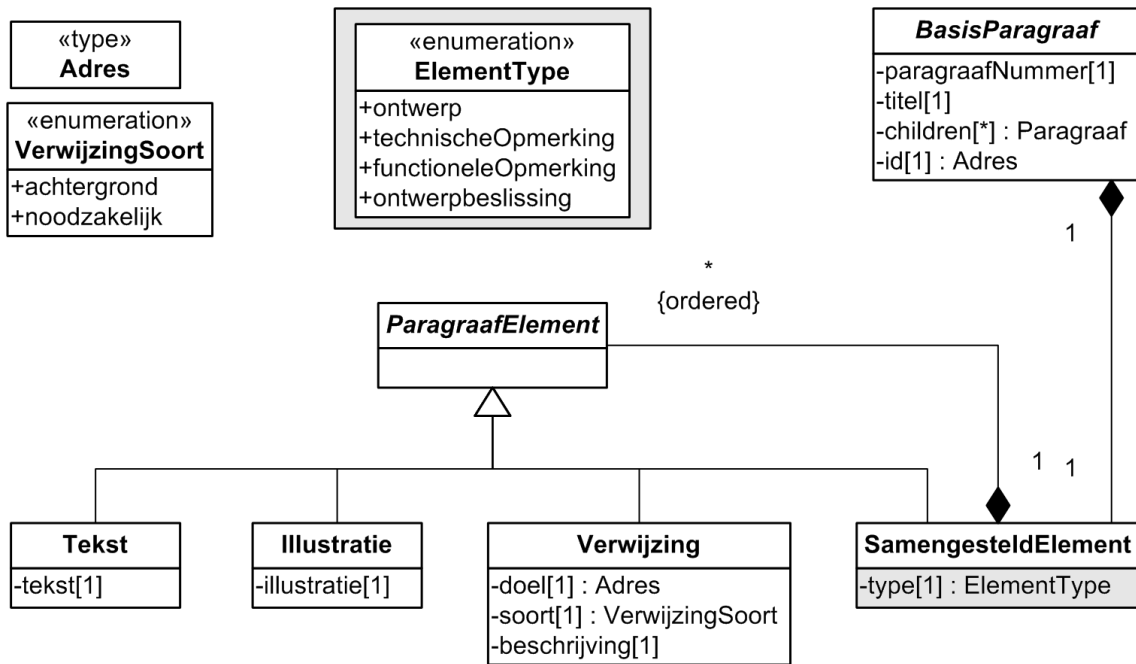 «type»
Adres
«enumeration»
VerwijzingSoort
+achtergrond
+noodzakelijk
«enumeration»
ElementType
+ontwerp
+technischeOpmerking
+functioneleOpmerking
+ontwerpbeslissing
BasisParagraaf
-paragraafNummer[1]
-titel[1]
-children[*] : Paragraaf
-id[1] : Adres
1
*
{ordered}
ParagraafElement
1
1
Tekst
-tekst[1]
Illustratie
-illustratie[1]
Verwijzing
-doel[1] : Adres
-soort[1] : VerwijzingSoort
-beschrijving[1]
SamengesteldElement
-type[1] : ElementType